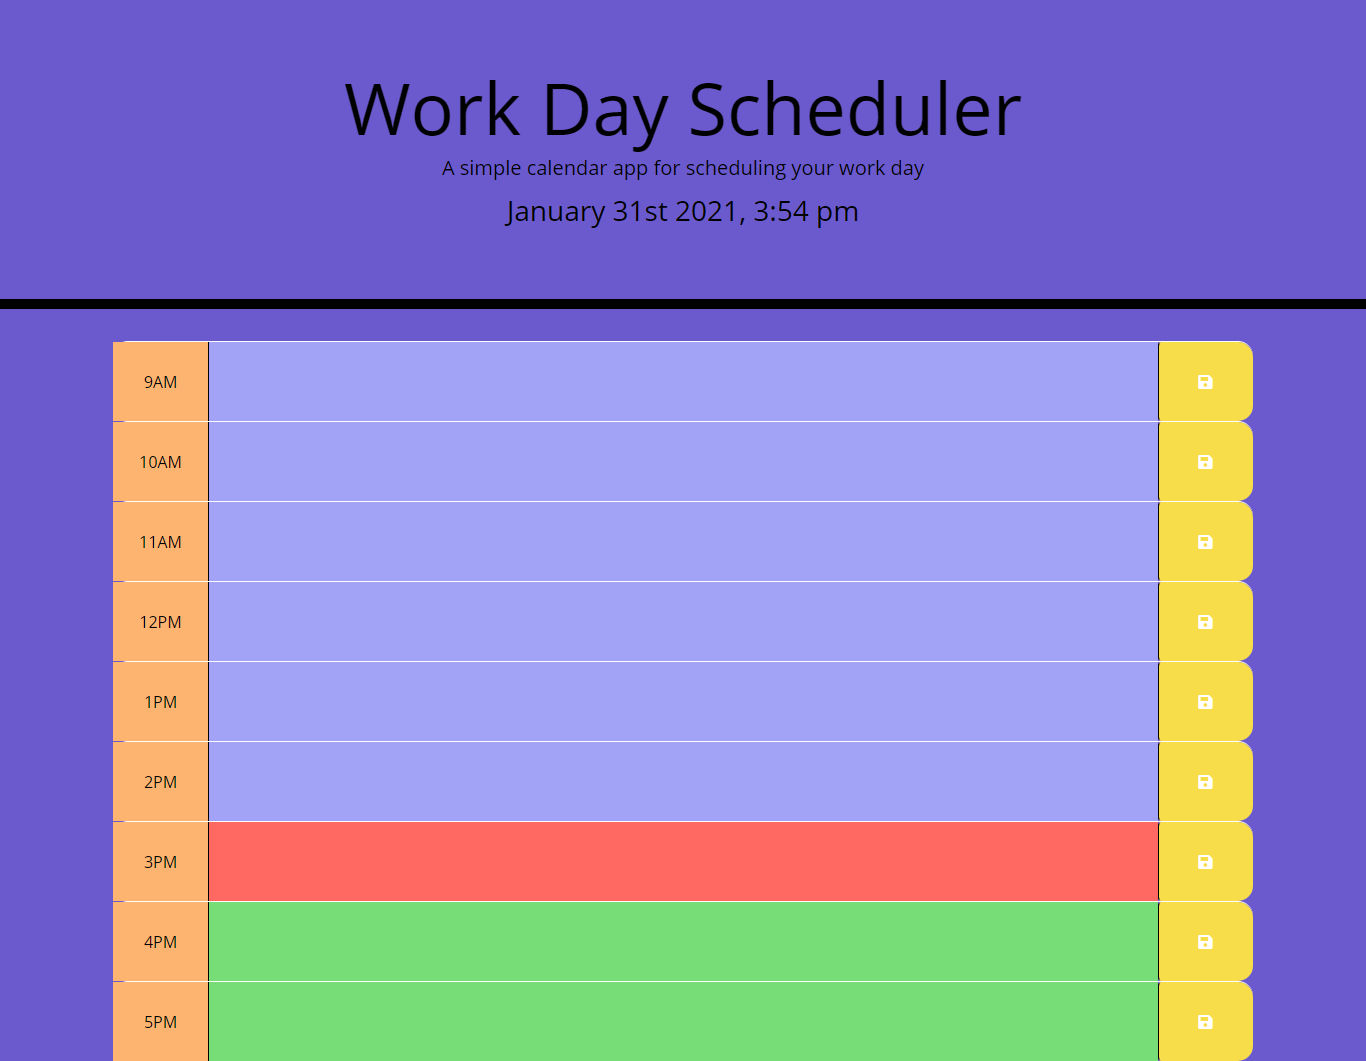 Work Day Scheduler
A simple calendar app for scheduling your work day
January 31st 2021, 3:54 pm
9AM
10AM
11AM
12PM
1PM
2PM
3PM
4PM
5PM